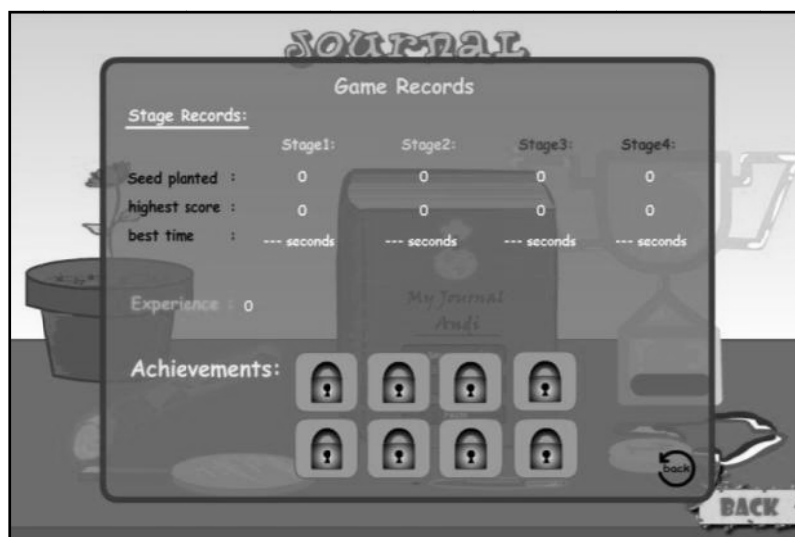 JOURNAL
Game Records
Stage Records:
Stage1: Stage2: Stage3: Stage4:
Seed planted : 0 0 0 0
highest score : 0 0 0 0
best time : --- seconds --- seconds --- seconds --- seconds
My Journal
Experience : 0
Andi
Achievements:
back
BACK